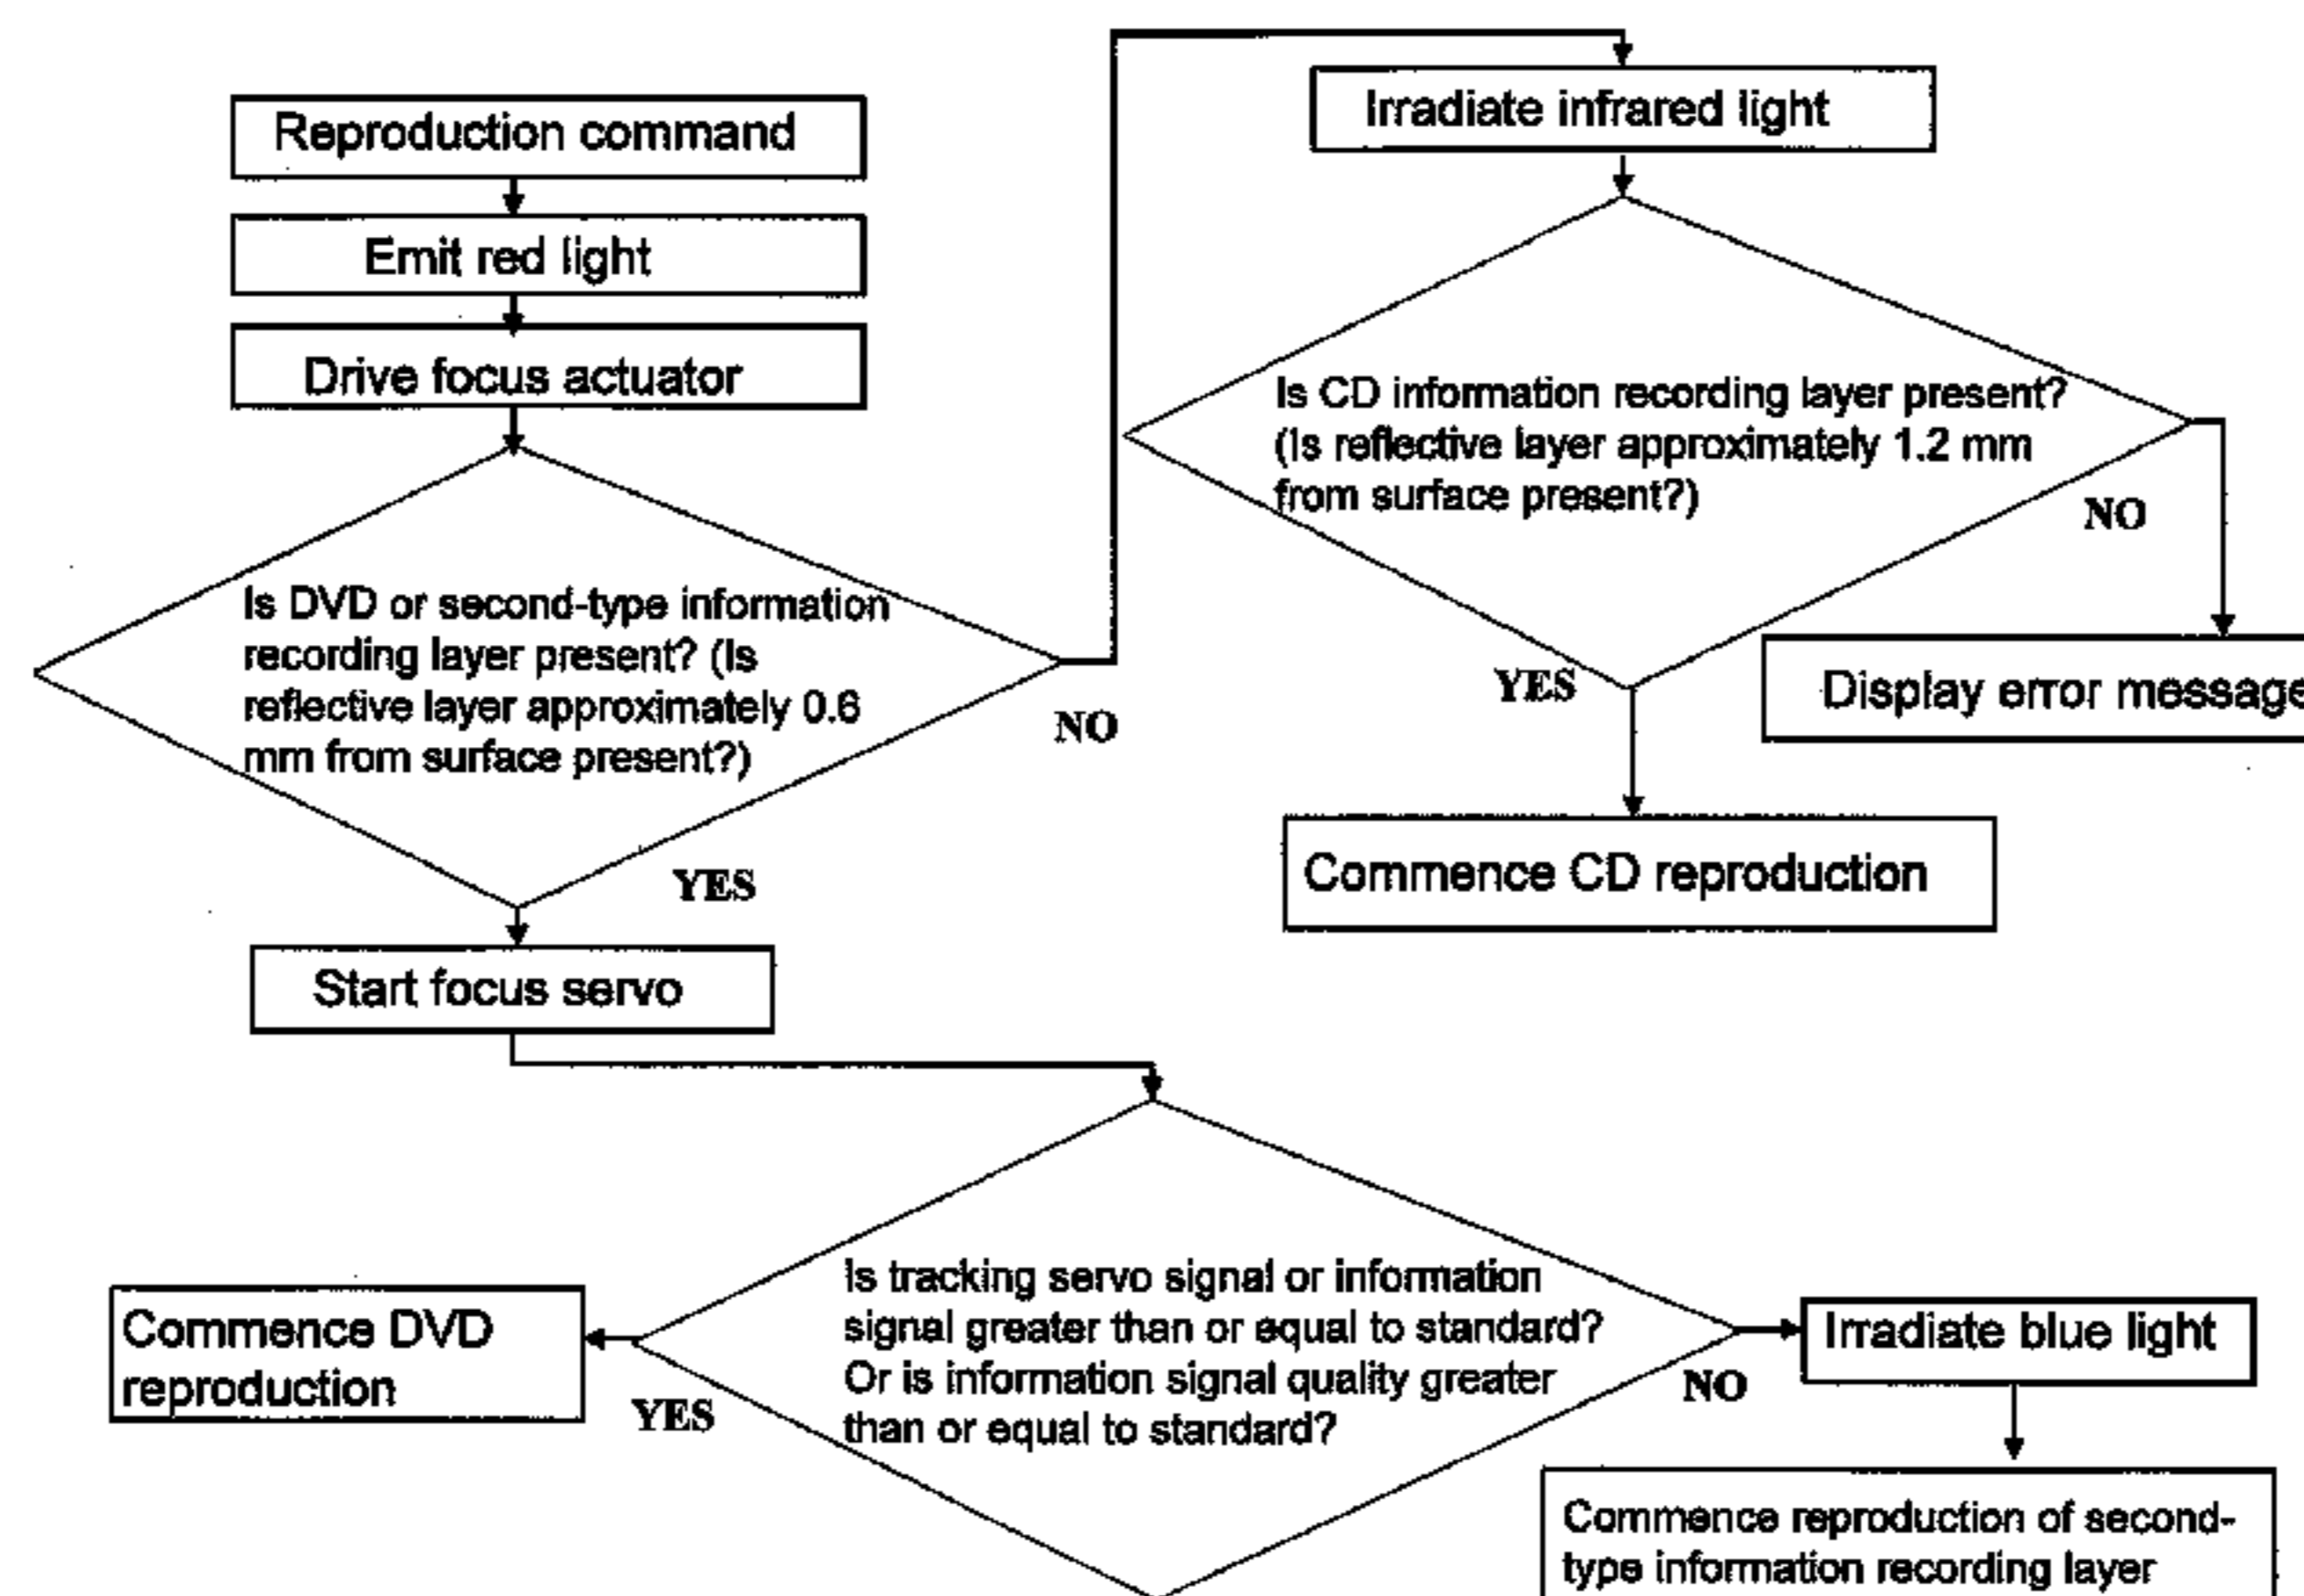 Reproduction command
Emit red light
Drive focus actuator
Is DVD or second-type information
recording layer present? (Is
reflective layer approximately 0.6
mm from surface present?)
NO
YES
Start focus servo
Irradiate infrared light
Is CD information recording layer present?
(Is reflective layer approximately 1.2 mm
from surface present?)
NO
YES
Display error message
Commence CD reproduction
Is tracking servo signal or information
signal greater than or equal to standard?
Or is information signal quality greater
than or equal to standard?
YES
NO
Commence DVD
reproduction
Irradiate blue light
Commence reproduction of second-
type information recording layer